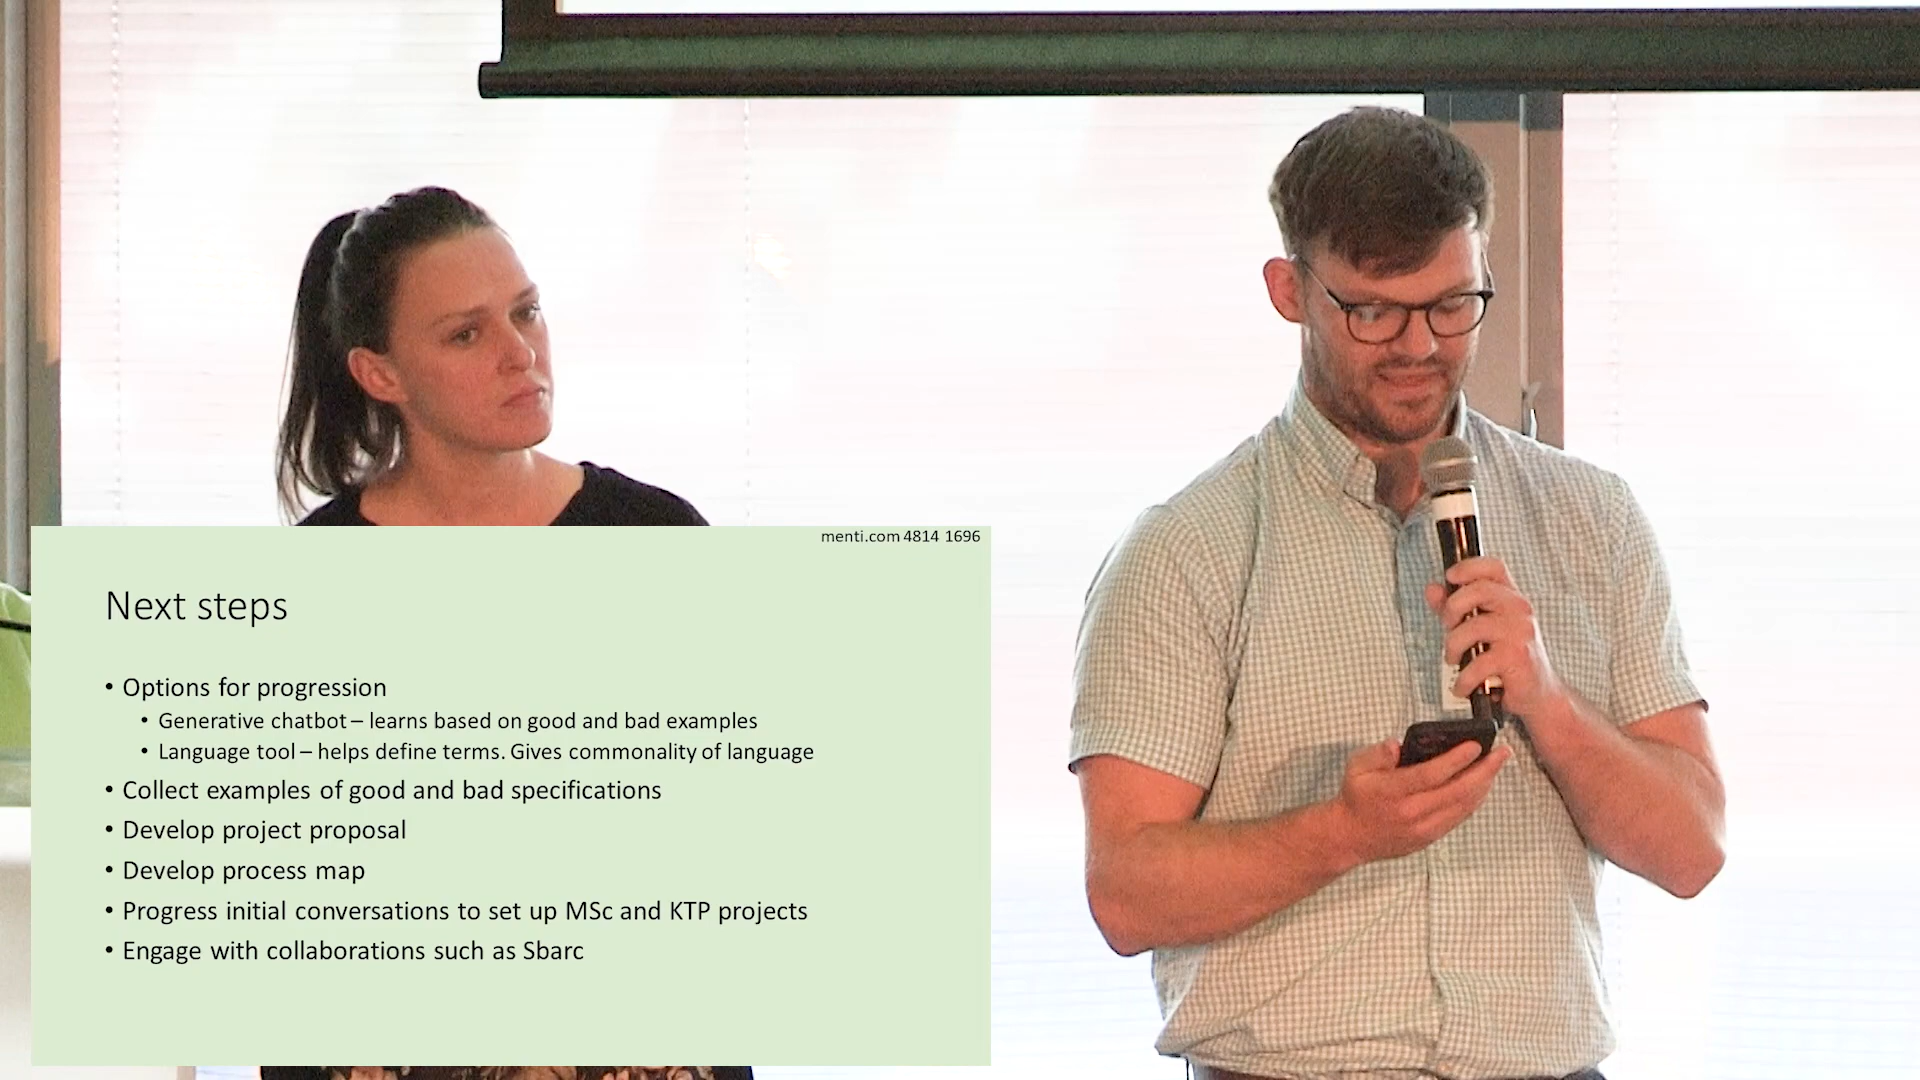 menti.com 4814 1696
Next steps
• Options for progression
• Generative chatbot – learns based on good and bad examples
• Language tool – helps define terms. Gives commonality of language
• Collect examples of good and bad specifications
• Develop project proposal
• Develop process map
• Progress initial conversations to set up MSc and KTP projects
• Engage with collaborations such as Sbarc